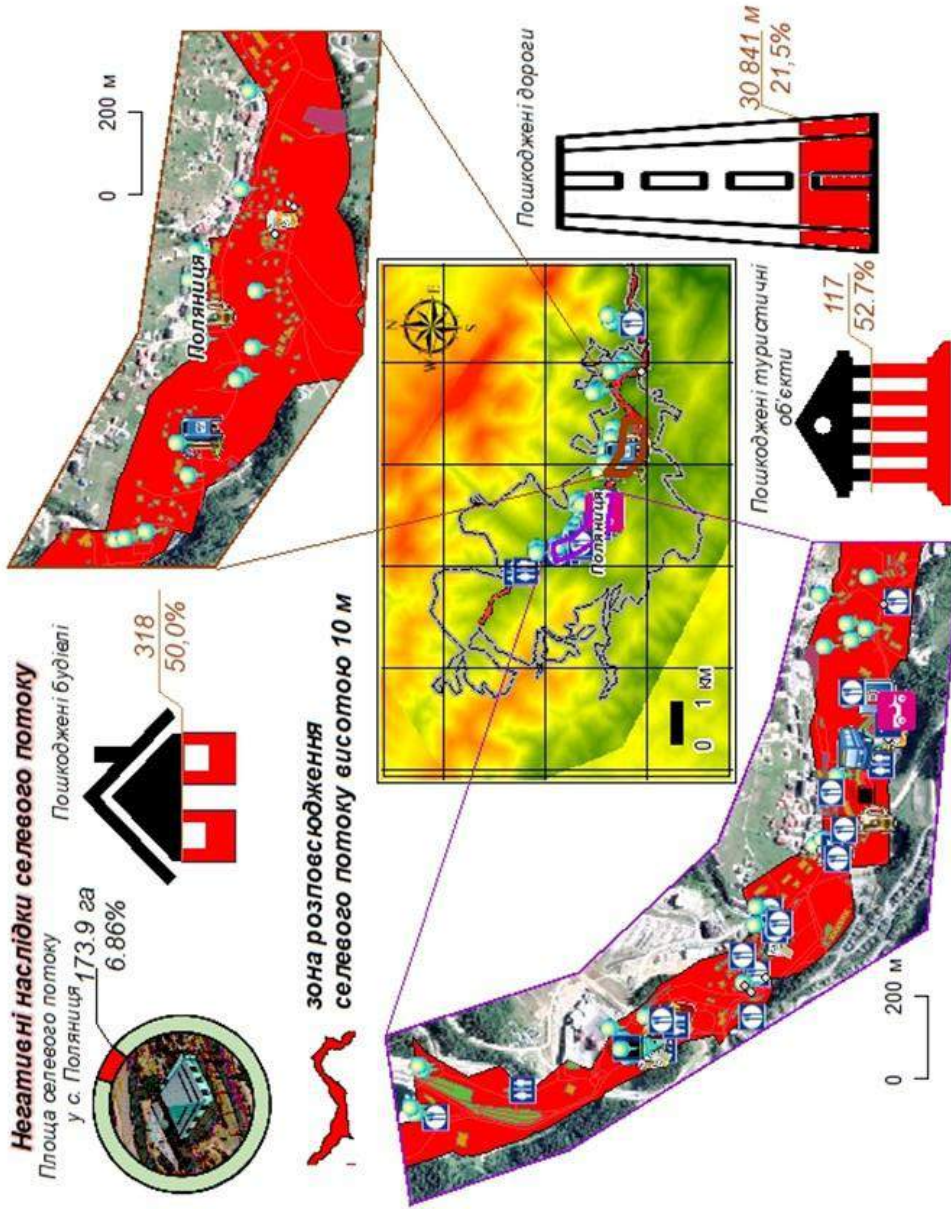 Негативні наслідки селевого потоку
Площа селевого потоку
у с. Поляниця
173.9 га
6.86%
Пошкоджені будівлі
318
50,0%
зона розповсюдження
селевого потоку висотою 10 м
0 200 м
Поляниця
N
W E
S
Поляниця
0 1 км
0 200 м
Пошкоджені туристичні
об'єкти
117
52.7%
Пошкоджені дороги
30 841 м
21,5%